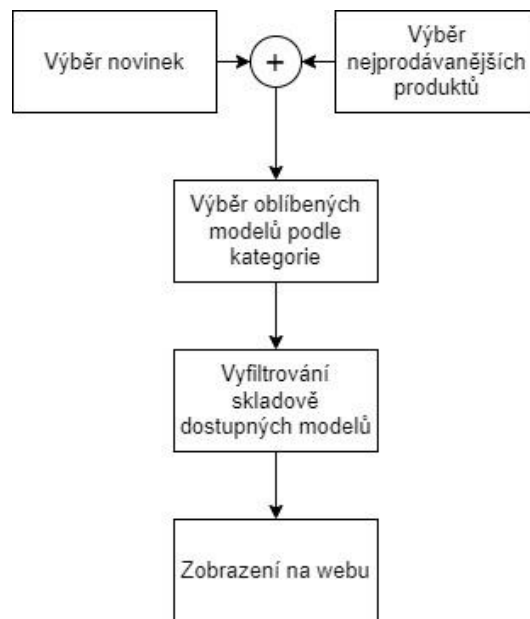 Výběr novinek
+
Výběr
nejprodávanějších
produktů
Výběr oblíbených
modelů podle
kategorie
Vyfiltrování
skladově
dostupných modelů
Zobrazení na webu